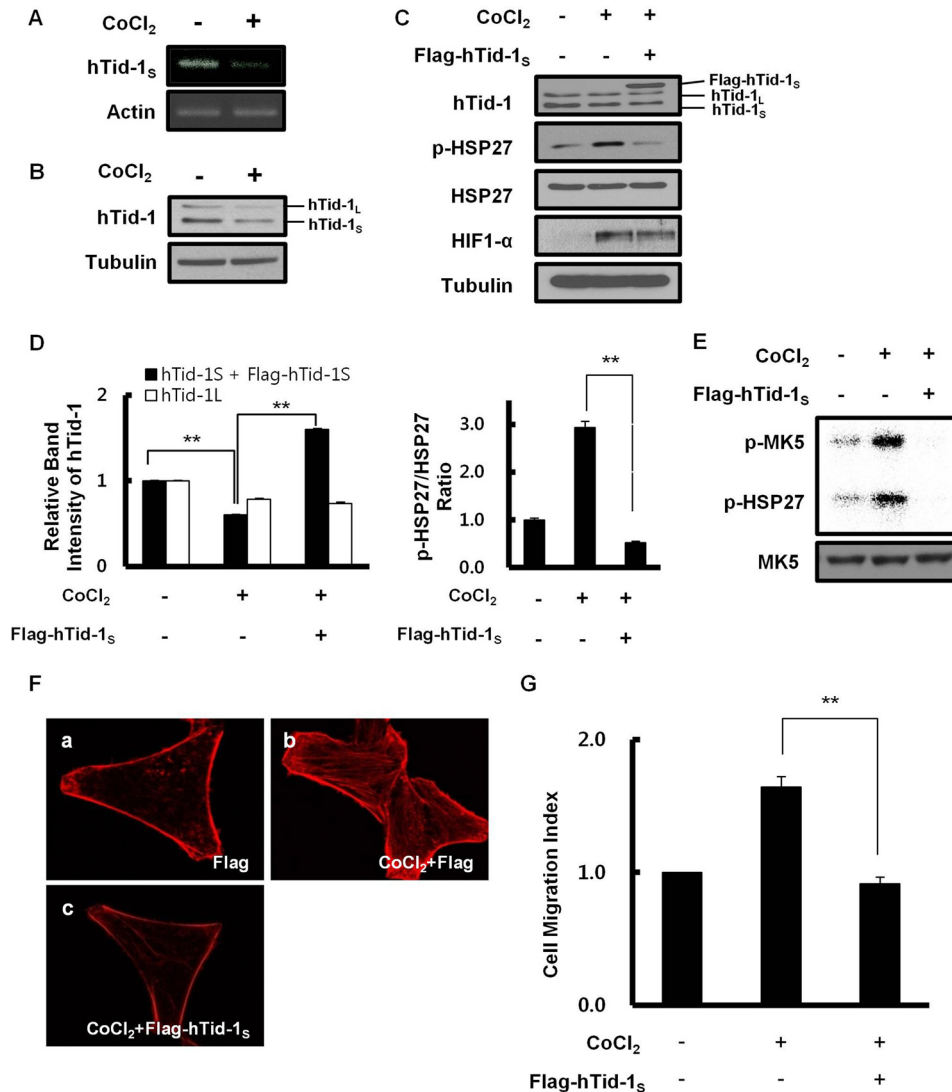 A
CoCl₂ - +
hTid-1S
Actin
B
CoCl₂ - +
hTid-1
hTid-1L
hTid-1S
Tubulin
C
CoCl₂ - + +
Flag-hTid-1S - - +
hTid-1
Flag-hTid-1S
hTid-1L
hTid-1S
p-HSP27
HSP27
HIF1-α
Tubulin
D
Relative Band
Intensity of hTid-1
2
1
0
hTid-1S + Flag-hTid-1S
hTid-1L
**
**
CoCl₂ - + +
Flag-hTid-1S - - +
p-HSP27/HSP27
Ratio
3.0
2.0
1.0
0.0
**
CoCl₂ - + +
Flag-hTid-1S - - +
E
CoCl₂ - + +
Flag-hTid-1S - - +
p-MK5
p-HSP27
MK5
F
a
Flag
b
CoCl₂+Flag
c
CoCl₂+Flag-hTid-1S
G
Cell Migration Index
2.0
1.0
0.0
**
CoCl₂ - + +
Flag-hTid-1S - - +